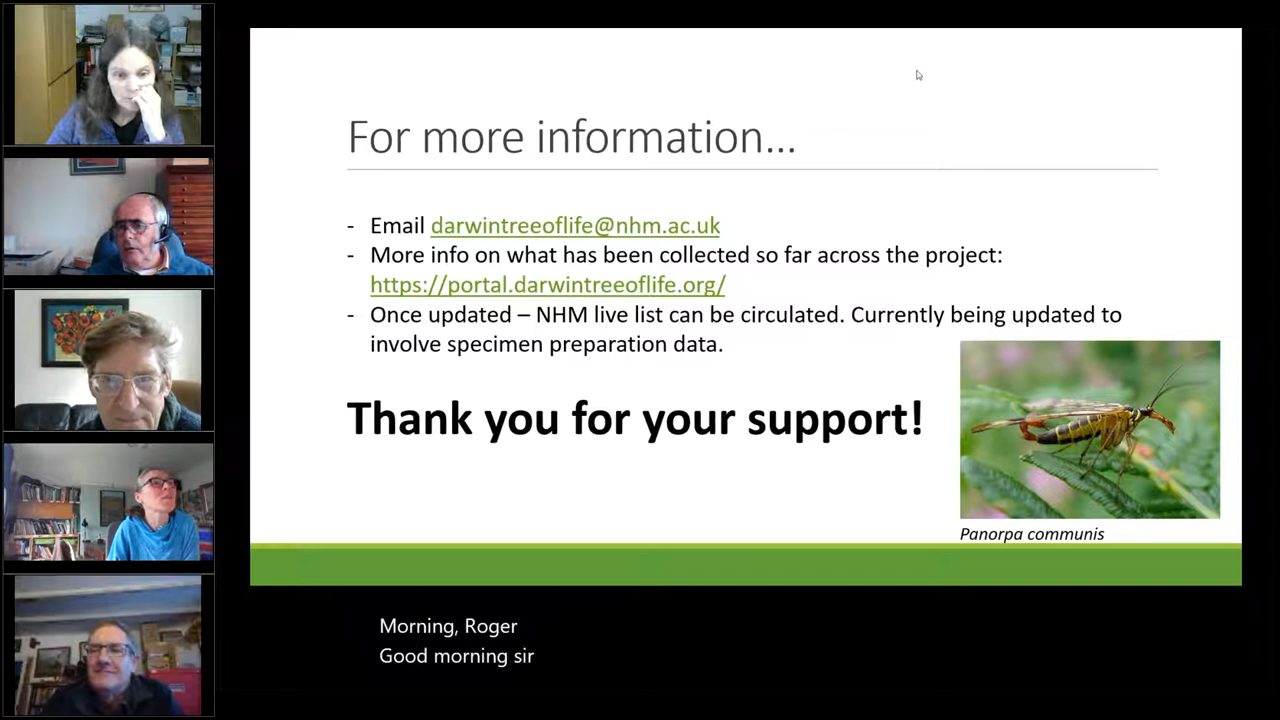 For more information...
- Email darwintreeoflife@nhm.ac.uk
- More info on what has been collected so far across the project:
https://portal.darwintreeoflife.org/
- Once updated – NHM live list can be circulated. Currently being updated to
involve specimen preparation data.
Thank you for your support!
Panorpa communis
Morning, Roger
Good morning sir